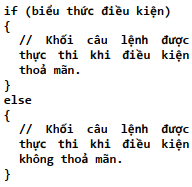 if (biểu thức điều kiện)
{
// Khối câu lệnh được
thực thi khi điều kiện
thoả mãn.
}
else
{
// Khối câu lệnh được
thực thi khi điều kiện
không thoả mãn.
}